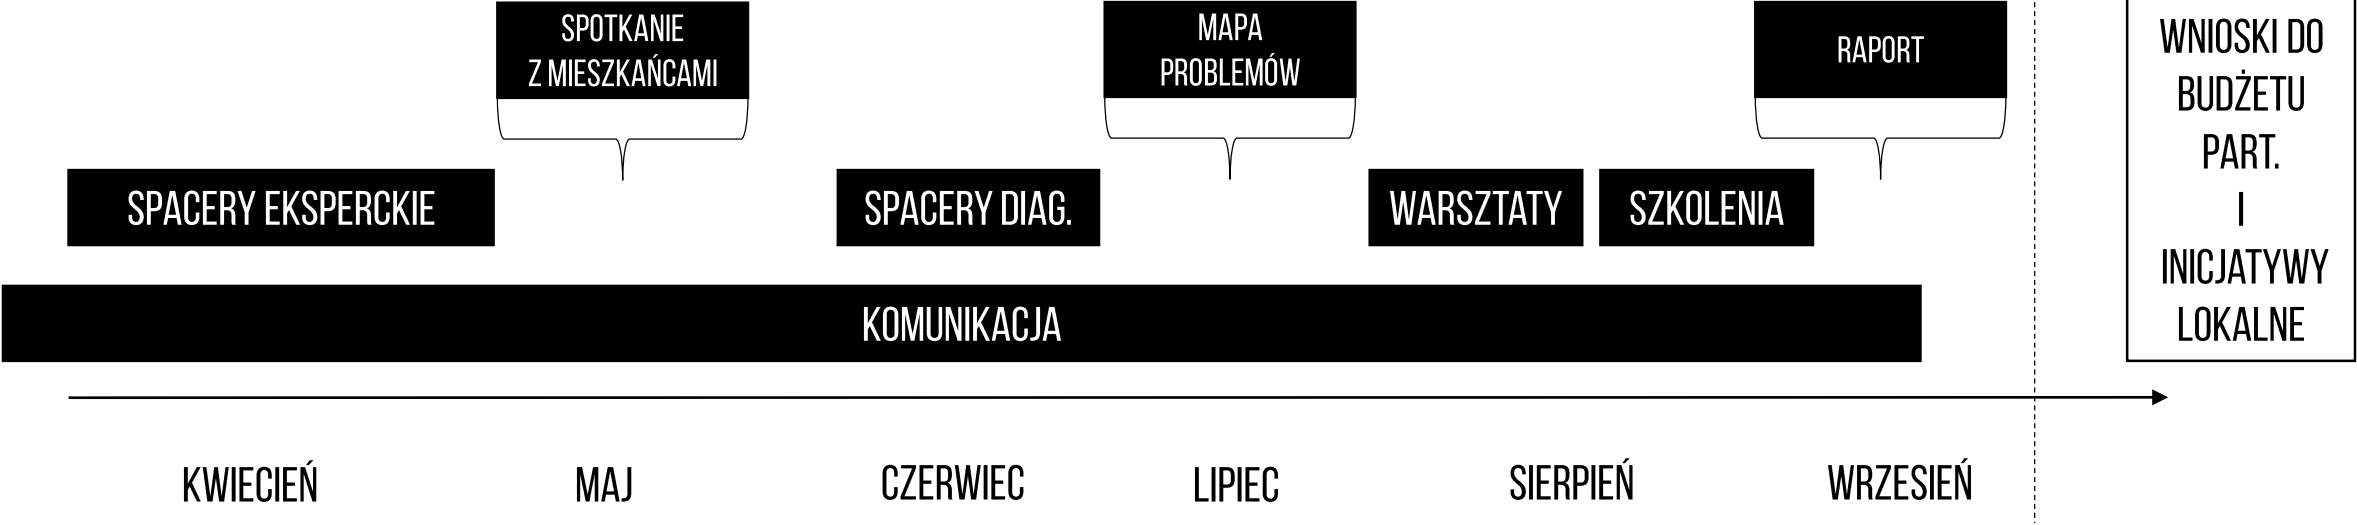 SPOTKANIE
Z MIESZKAŃCAMI
MAPA
PROBLEMÓW
RAPORT
WNIOSKI DO
BUDŻETU
PART.
I
INICJATYWY
LOKALNE
SPACERY EKSPERCKIE
SPACERY DIAG.
WARSZTATY
SZKOLENIA
KOMUNIKACJA
KWIECIEŃ
MAJ
CZERWIEC
LIPIEC
SIERPIEŃ
WRZESIEŃ